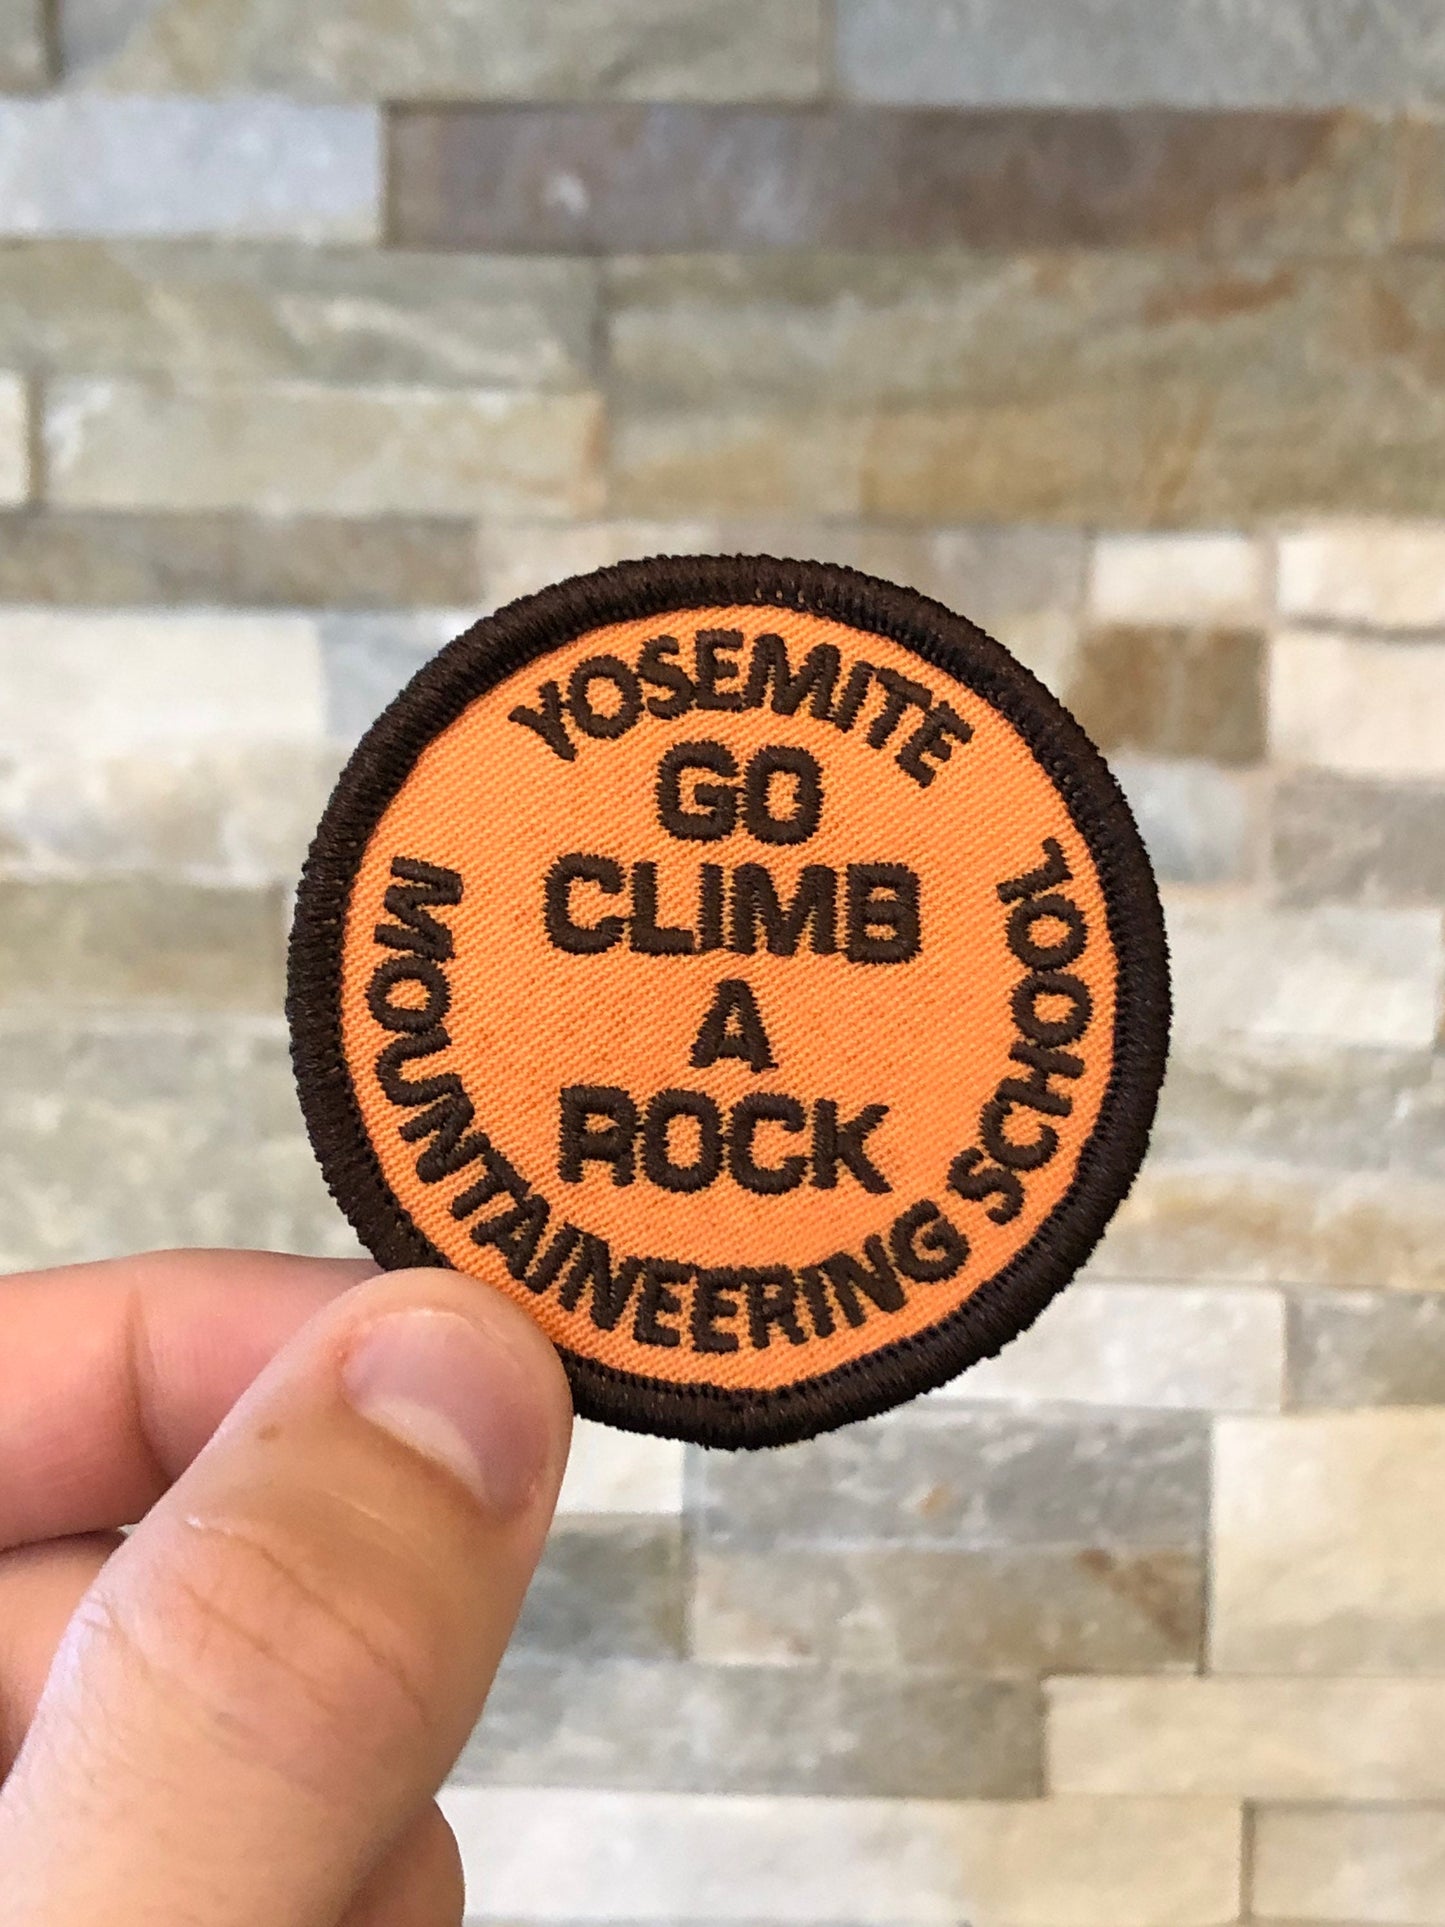 YOSEMITE
GO
CLIMB
A
ROCK
MOUNTAINEERING SCHOOL